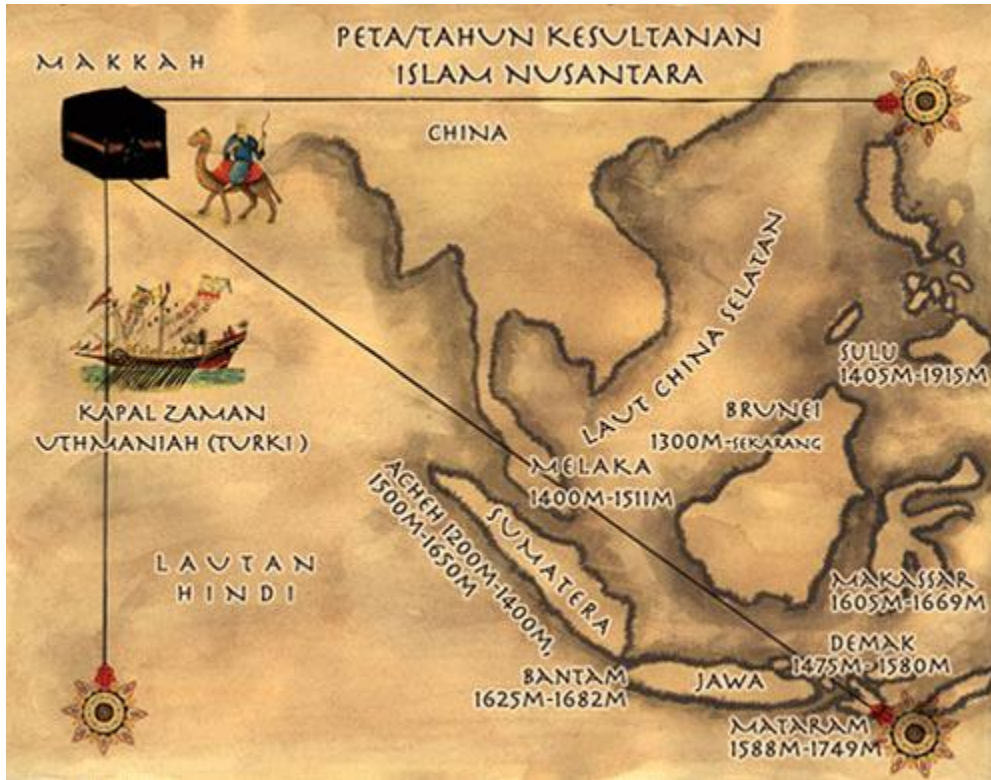 PETA/TAHUN KESULTANAN
ISLAM NUSANTARA
MAKKAH
CHINA
LAUT CHINA SELATAN
KAPAL ZAMAN
UTHMANIAH (TURKI)
SULU
1405M-1915M
BRUNEI
1300M-SEKARANG
MELAKA
1400M-1511M
ACHEH 1200M-1400M,
1500M-1650M
SUMATERA
LAUTAN
HINDI
MAKASSAR
1605M-1669M
DEMAK
1475M- 1580M
BANTAM
1625M-1682M
JAWA
MATARAM
1588M-1749M